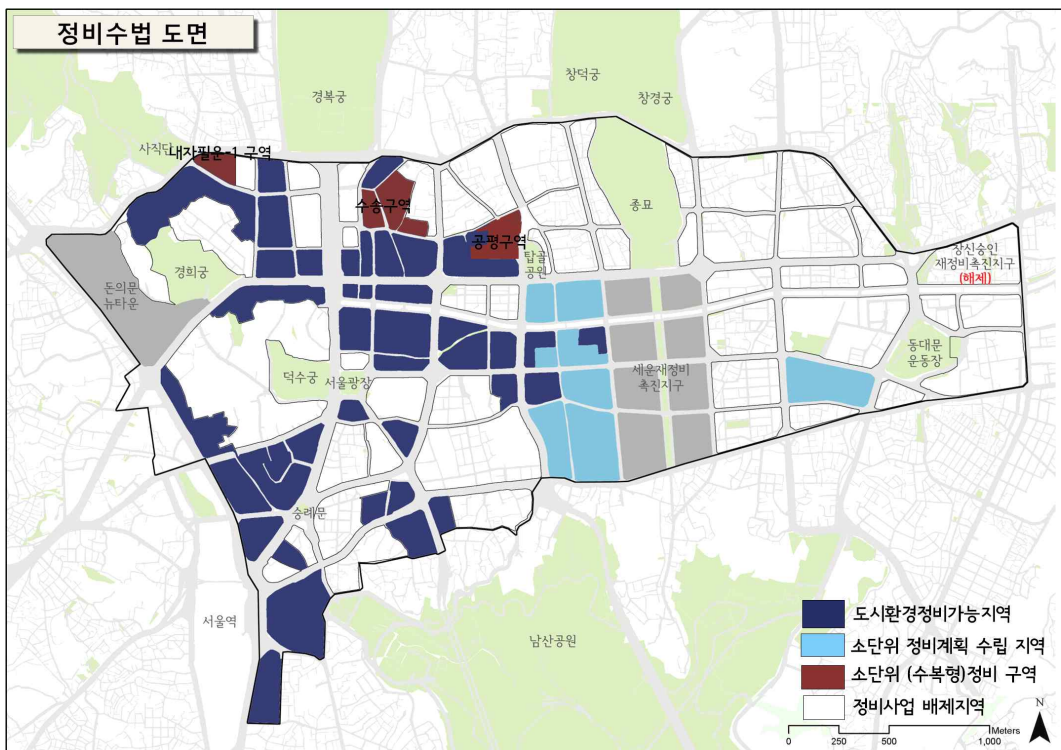 정비수법 도면
창덕궁
경복궁
창경궁
사직단
내자필운-1 구역
수송구역
종묘
공평구역
탑골
공원
장신숭인
재정비촉진지구
(해제)
경희궁
돈의문
뉴타운
동대문
운동장
덕수궁
서울광장
세운재정비
촉진지구
숭례문
서울역
남산공원
도시환경정비가능지역
소단위 정비계획 수립 지역
소단위 (수복형)정비 구역
정비사업 배제지역
N
Meters
0 250 500 1,000